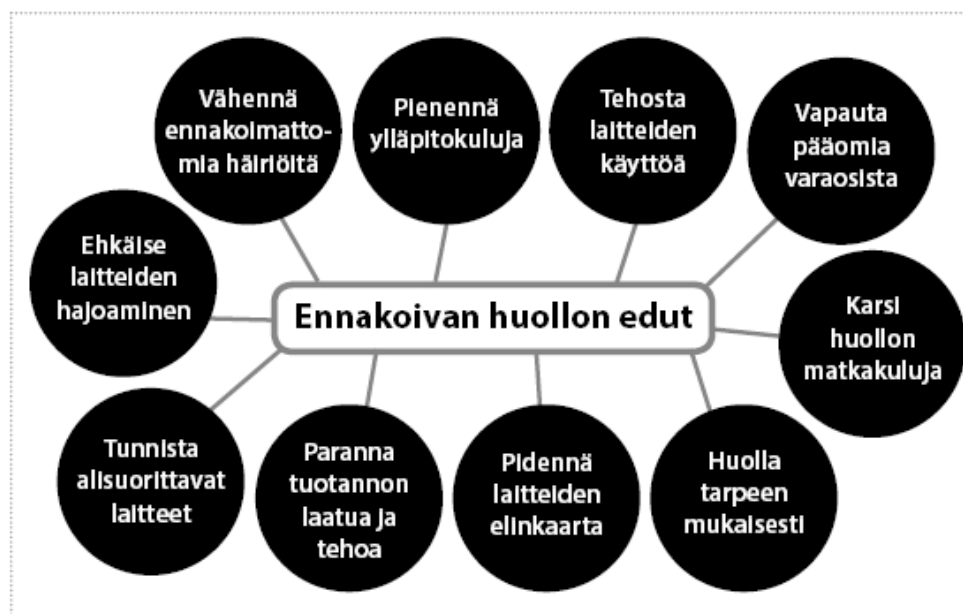 Vähennä
ennakoimatto-
mia häiriöitä
Pienennä
ylläpitokuluja
Tehosta
laitteiden
käyttöä
Vapauta
pääomia
varaosista
Ehkäise
laitteiden
hajoaminen
Ennakoivan huollon edut
Karsi
huollon
matkakuluja
Tunnista
alisuorittavat
laitteet
Paranna
tuotannon
laatua ja
tehoa
Pidennä
laitteiden
elinkaarta
Huolla
tarpeen
mukaisesti